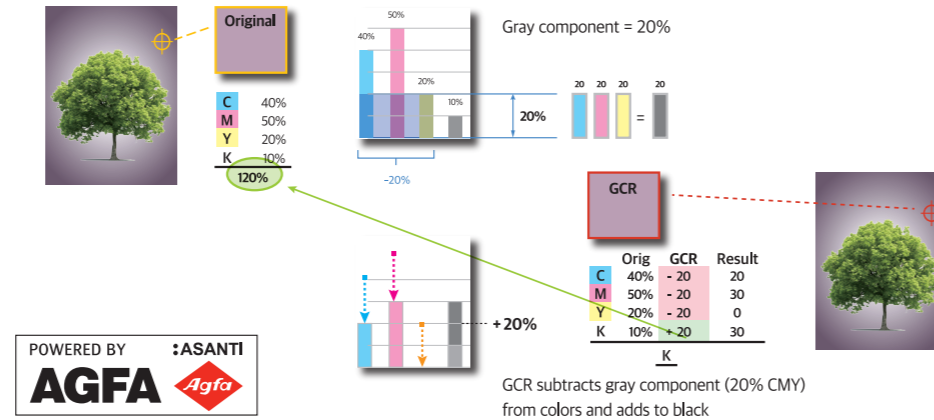 Original
C 40%
M 50%
Y 20%
K 10%
120%
40%
50%
20%
10%
20%
-20%
Gray component = 20%
20 20 20 20
=
GCR
Orig GCR Result
C 40% - 20 20
M 50% - 20 30
Y 20% - 20 0
K 10% + 20 30
K
+20%
GCR subtracts gray component (20% CMY)
from colors and adds to black
POWERED BY :ASANTI
AGFA Agfa